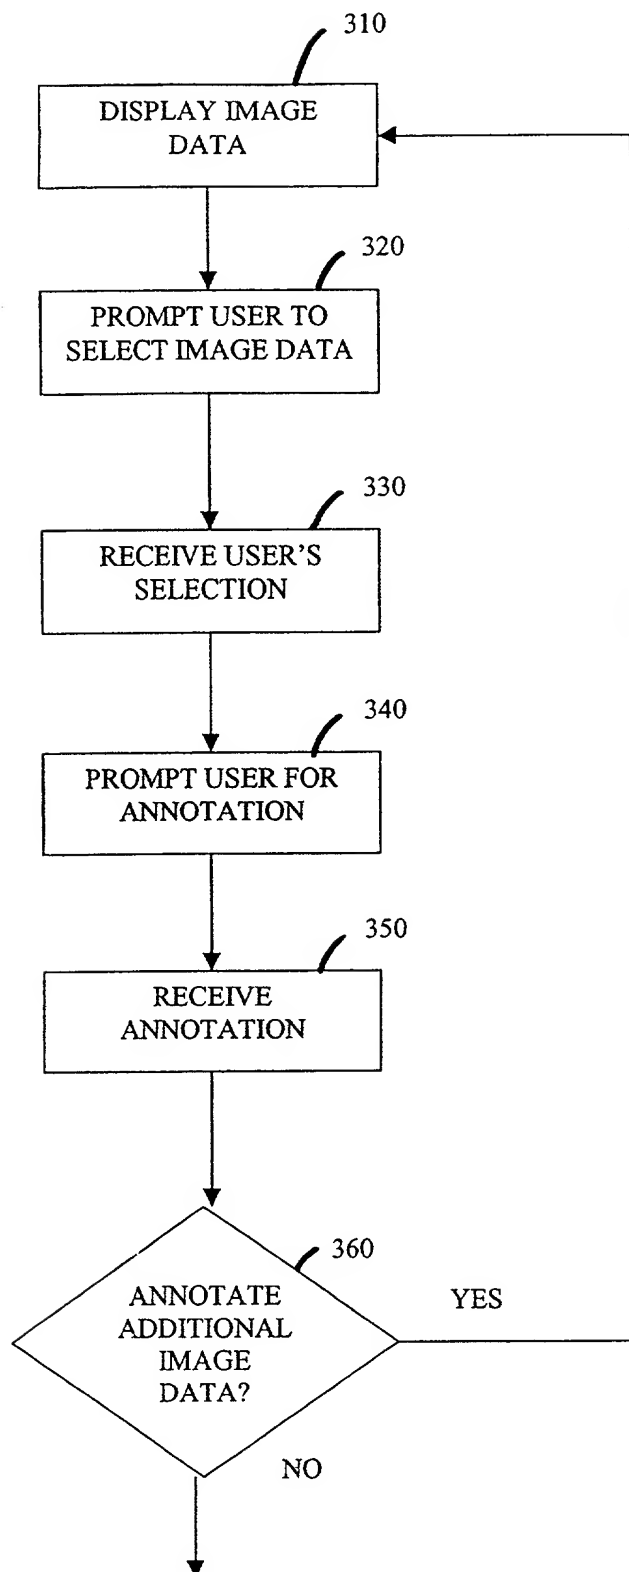 310
DISPLAY IMAGE
DATA
320
PROMPT USER TO
SELECT IMAGE DATA
330
RECEIVE USER'S
SELECTION
340
PROMPT USER FOR
ANNOTATION
350
RECEIVE
ANNOTATION
360
ANNOTATE
ADDITIONAL
IMAGE
DATA?
YES
NO